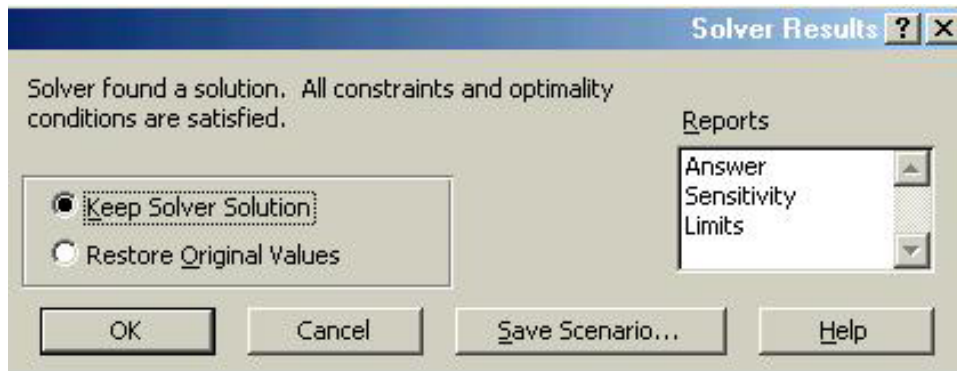 Solver Results
Solver found a solution. All constraints and optimality
conditions are satisfied.
Reports
Answer
Sensitivity
Limits
Keep Solver Solution
Restore Original Values
OK
Cancel
Save Scenario...
Help